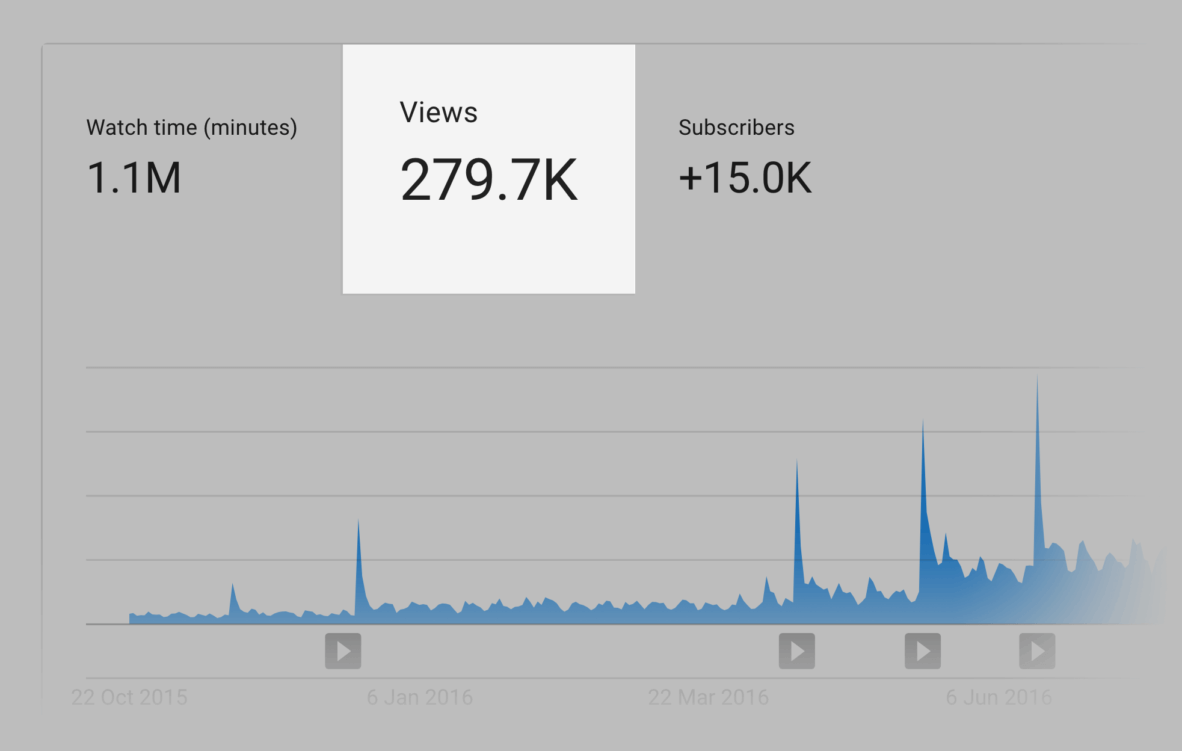 Watch time (minutes)
1.1M
Views
279.7K
Subscribers
+15.0K
22 Oct 2015
6 Jan 2016
22 Mar 2016
6 Jun 2016